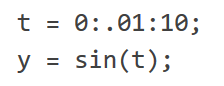 t = 0:.01:10;
y = sin(t);